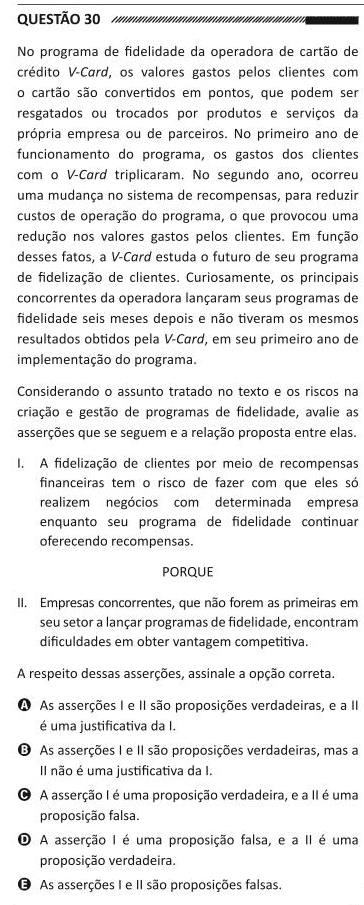 QUESTÃO 30
No programa de fidelidade da operadora de cartão de
crédito V-Card, os valores gastos pelos clientes com
o cartão são convertidos em pontos, que podem ser
resgatados ou trocados por produtos e serviços da
própria empresa ou de parceiros. No primeiro ano de
funcionamento do programa, os gastos dos clientes
com o V-Card triplicaram. No segundo ano, ocorreu
uma mudança no sistema de recompensas, para reduzir
custos de operação do programa, o que provocou uma
redução nos valores gastos pelos clientes. Em função
desses fatos, a V-Card estuda o futuro de seu programa
de fidelização de clientes. Curiosamente, os principais
concorrentes da operadora lançaram seus programas de
fidelidade seis meses depois e não tiveram os mesmos
resultados obtidos pela V-Card, em seu primeiro ano de
implementação do programa.
Considerando o assunto tratado no texto e os riscos na
criação e gestão de programas de fidelidade, avalie as
asserções que se seguem e a relação proposta entre elas.
I. A fidelização de clientes por meio de recompensas
financeiras tem o risco de fazer com que eles só
realizem negócios com determinada empresa
enquanto seu programa de fidelidade continuar
oferecendo recompensas.
PORQUE
II. Empresas concorrentes, que não forem as primeiras em
seu setor a lançar programas de fidelidade, encontram
dificuldades em obter vantagem competitiva.
A respeito dessas asserções, assinale a opção correta.
A As asserções I e II são proposições verdadeiras, e a II
é uma justificativa da I.
B As asserções I e II são proposições verdadeiras, mas a
II não é uma justificativa da I.
C A asserção I é uma proposição verdadeira, e a II é uma
proposição falsa.
D A asserção I é uma proposição falsa, e a II é uma
proposição verdadeira.
E As asserções I e II são proposições falsas.